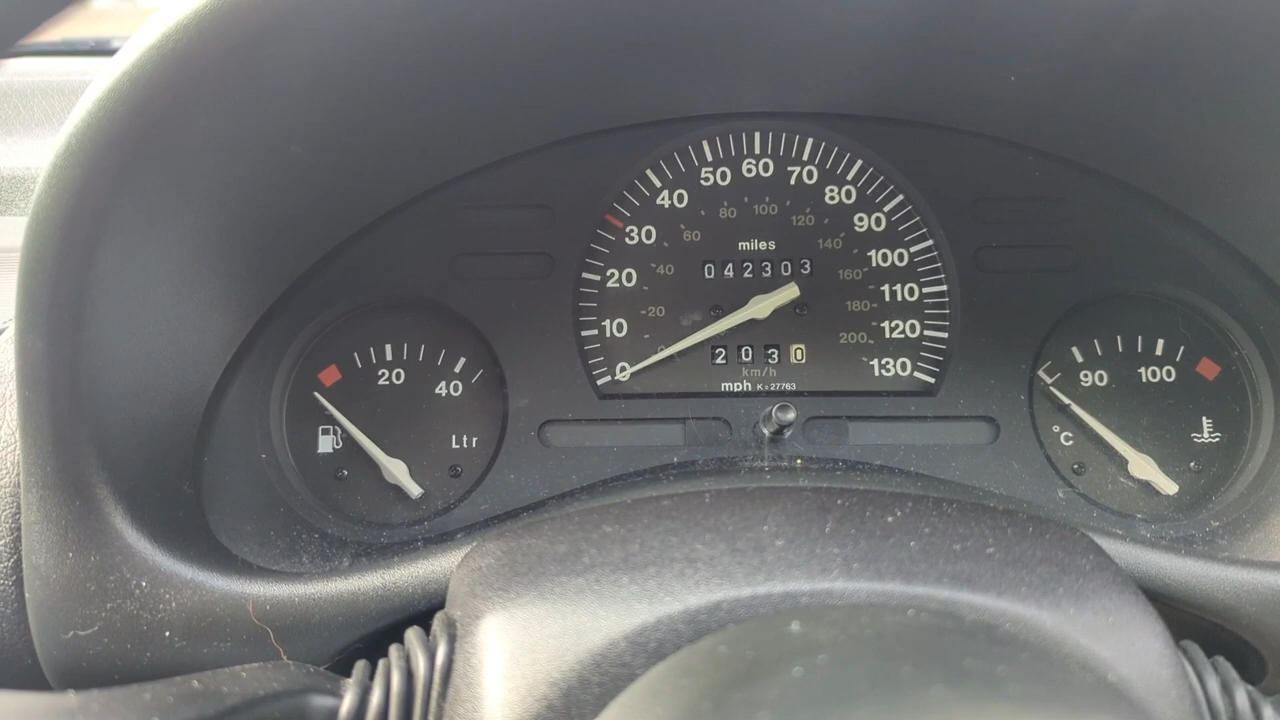 0 10 20 30 40 50 60 70 80 90 100 110 120 130
20 40 60 80 100 120 140 160 180 200
miles
042303
2030
km/h
mph K=27763
20 40
Ltr
90 100
°C